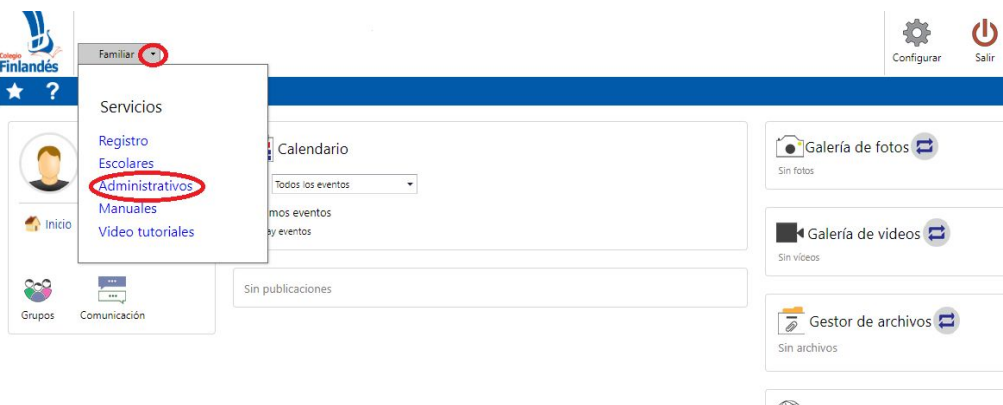 Colegio
Finlandés
Familiar
Configurar
Salir
?
Servicios
Registro
Escolares
Administrativos
Manuales
Video tutoriales
Inicio
Grupos
Comunicación
Calendario
Todos los eventos
mos eventos
ay eventos
Sin publicaciones
Galería de fotos
Sin fotos
Galería de videos
Sin vídeos
Gestor de archivos
Sin archivos